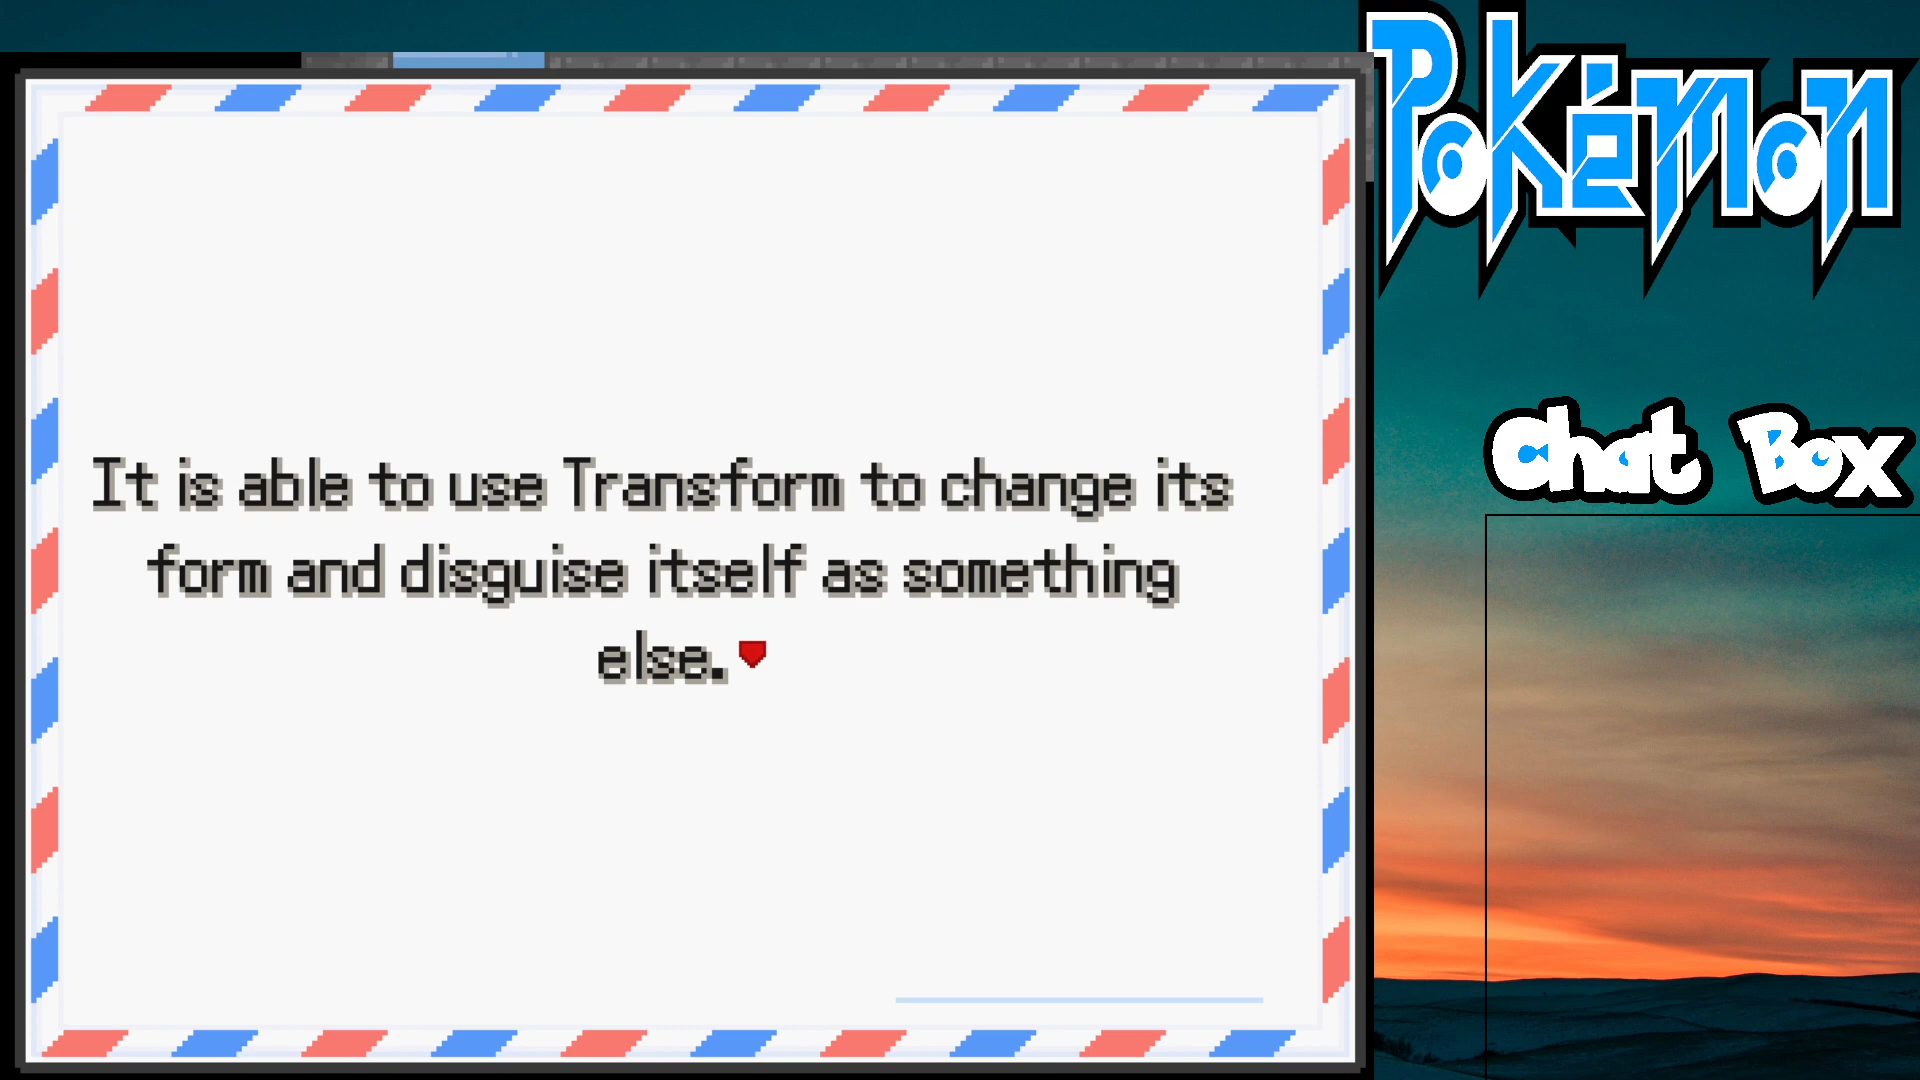 Pokémon
Chat Box
It is able to use Transform to change its
form and disguise itself as something
else.